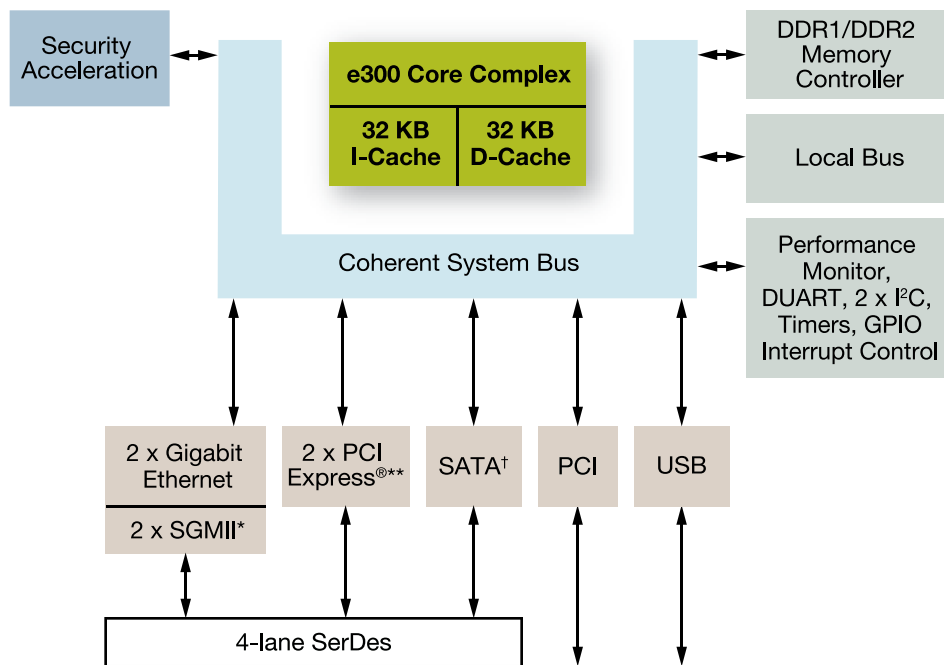 Security
Acceleration
e300 Core Complex
32 KB
I-Cache
32 KB
D-Cache
DDR1/DDR2
Memory
Controller
Local Bus
Coherent System Bus
Performance
Monitor,
DUART, 2 x I²C,
Timers, GPIO
Interrupt Control
2 x Gigabit
Ethernet
2 x SGMII*
2 x PCI
Express®**
SATA†
PCI
USB
4-lane SerDes